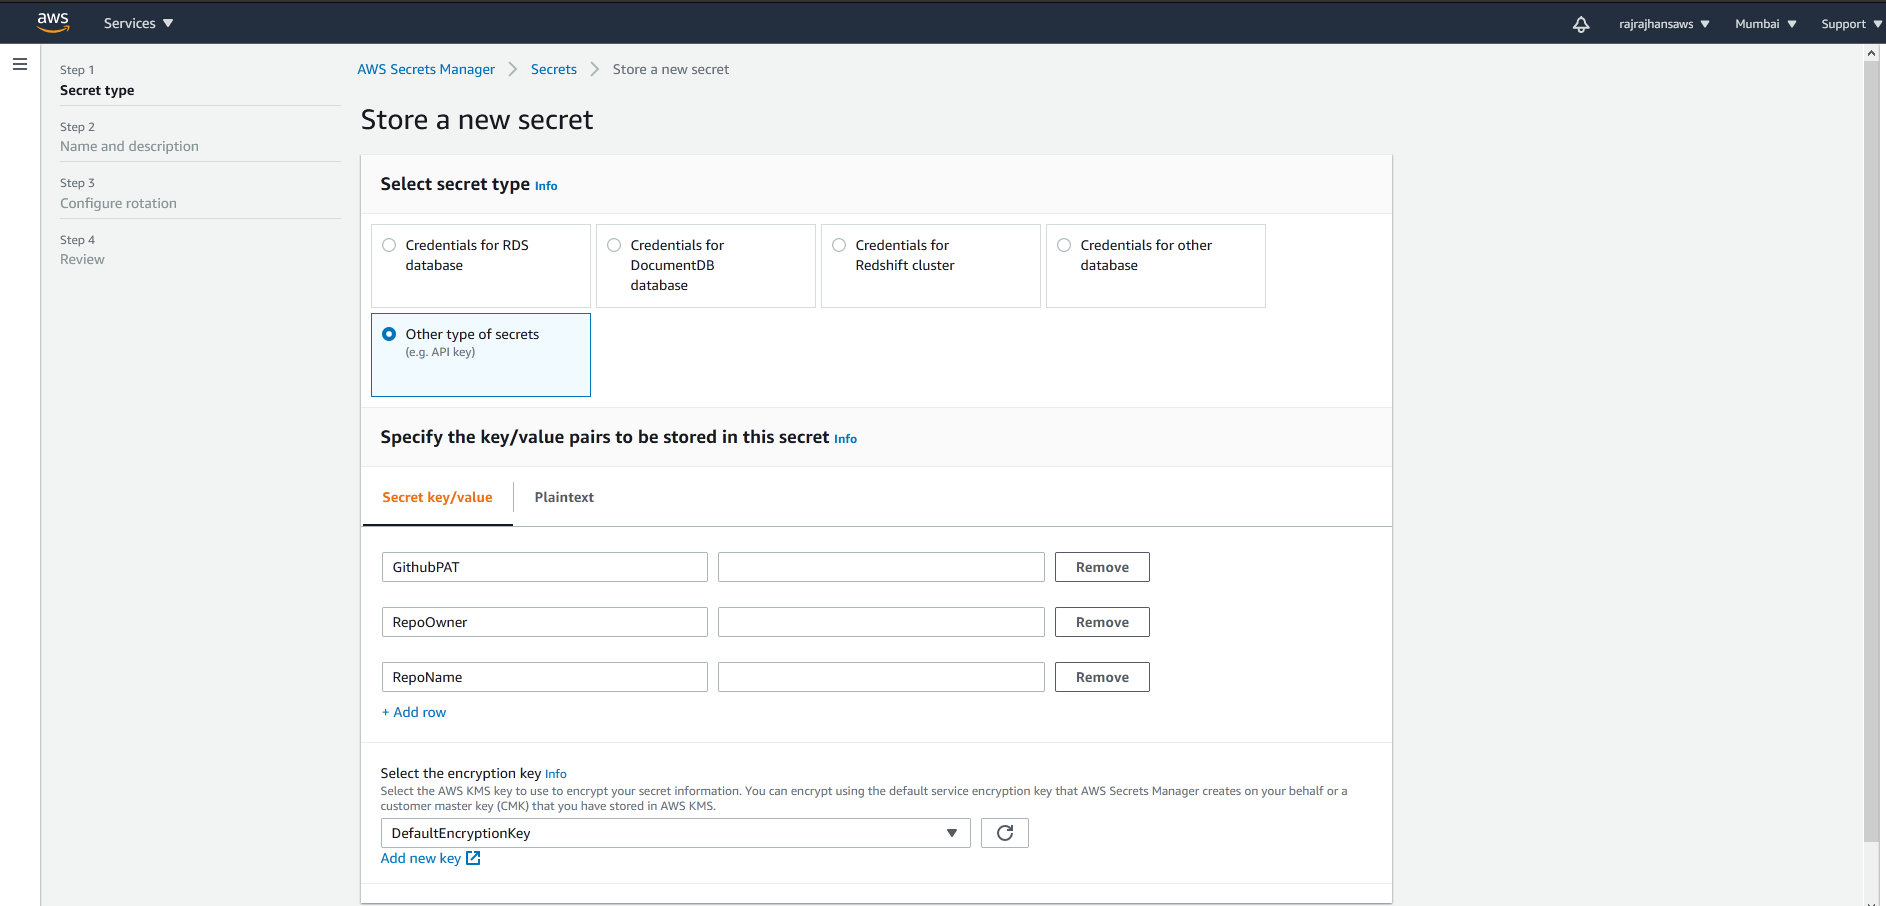 aws
Services
rajrajhansaws
Mumbai
Support
Step 1
Secret type
Step 2
Name and description
Step 3
Configure rotation
Step 4
Review
AWS Secrets Manager
Secrets
Store a new secret
Store a new secret
Select secret type Info
Credentials for RDS
database
Credentials for
DocumentDB
database
Credentials for
Redshift cluster
Credentials for other
database
Other type of secrets
(e.g. API key)
Specify the key/value pairs to be stored in this secret Info
Secret key/value
Plaintext
GithubPAT
Remove
RepoOwner
Remove
RepoName
Remove
+ Add row
Select the encryption key Info
Select the AWS KMS key to use to encrypt your secret information. You can encrypt using the default service encryption key that AWS Secrets Manager creates on your behalf or a
customer master key (CMK) that you have stored in AWS KMS.
DefaultEncryptionKey
Add new key